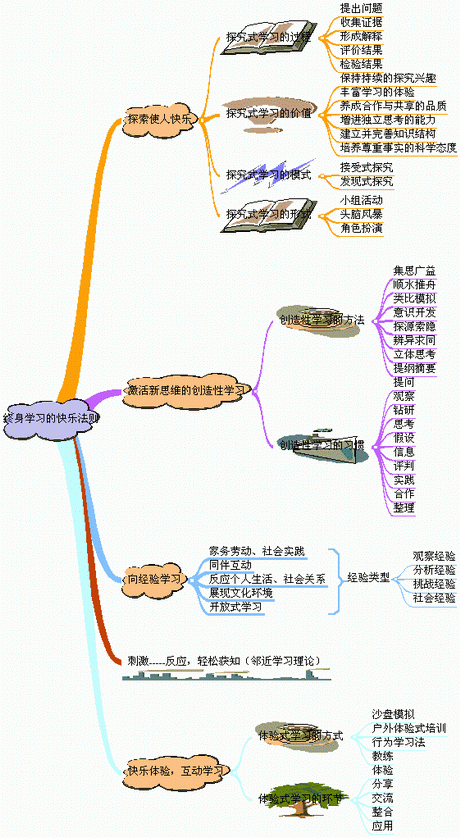 终身学习的快乐法则
探索使人快乐
探究式学习的过程
提出问题
收集证据
形成解释
评价结果
检验结果
探究式学习的价值
保持持续的探究兴趣
丰富学习的体验
养成合作与共享的品质
增进独立思考的能力
建立并完善知识结构
培养尊重事实的科学态度
探究式学习的模式
接受式探究
发现式探究
探究式学习的形式
小组活动
头脑风暴
角色扮演
激活新思维的创造性学习
创造性学习的方法
集思广益
顺水推舟
类比模拟
意识开发
探源索隐
辨异求同
立体思考
提纲摘要
创造性学习的习惯
提问
观察
钻研
思考
假设
信息
评判
实践
合作
整理
向经验学习
家务劳动、社会实践
同伴互动
反应个人生活、社会关系
展现文化环境
开放式学习
经验类型
观察经验
分析经验
挑战经验
社会经验
刺激-----反应，轻松获知（邻近学习理论）
快乐体验，互动学习
体验式学习的方式
沙盘模拟
户外体验式培训
行为学习法
教练
体验式学习的环节
体验
分享
交流
整合
应用